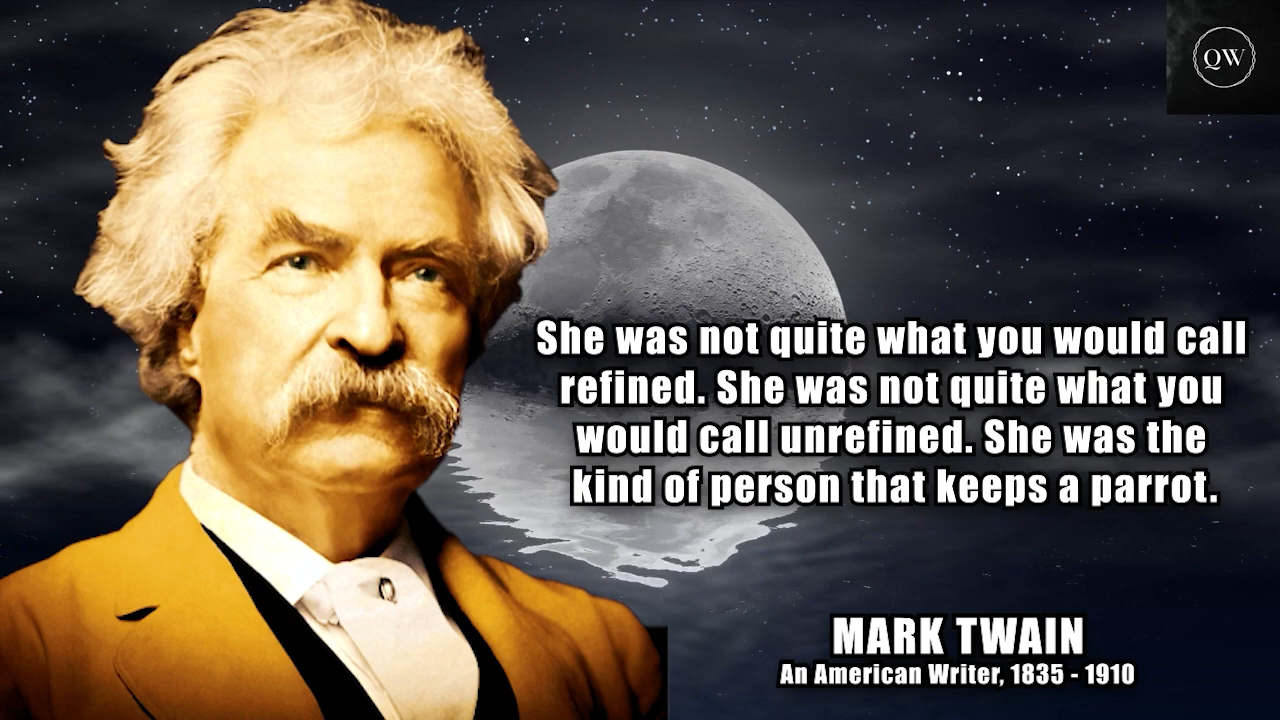 QW
She was not quite what you would call
refined. She was not quite what you
would call unrefined. She was the
kind of person that keeps a parrot.
MARK TWAIN
An American Writer, 1835 - 1910